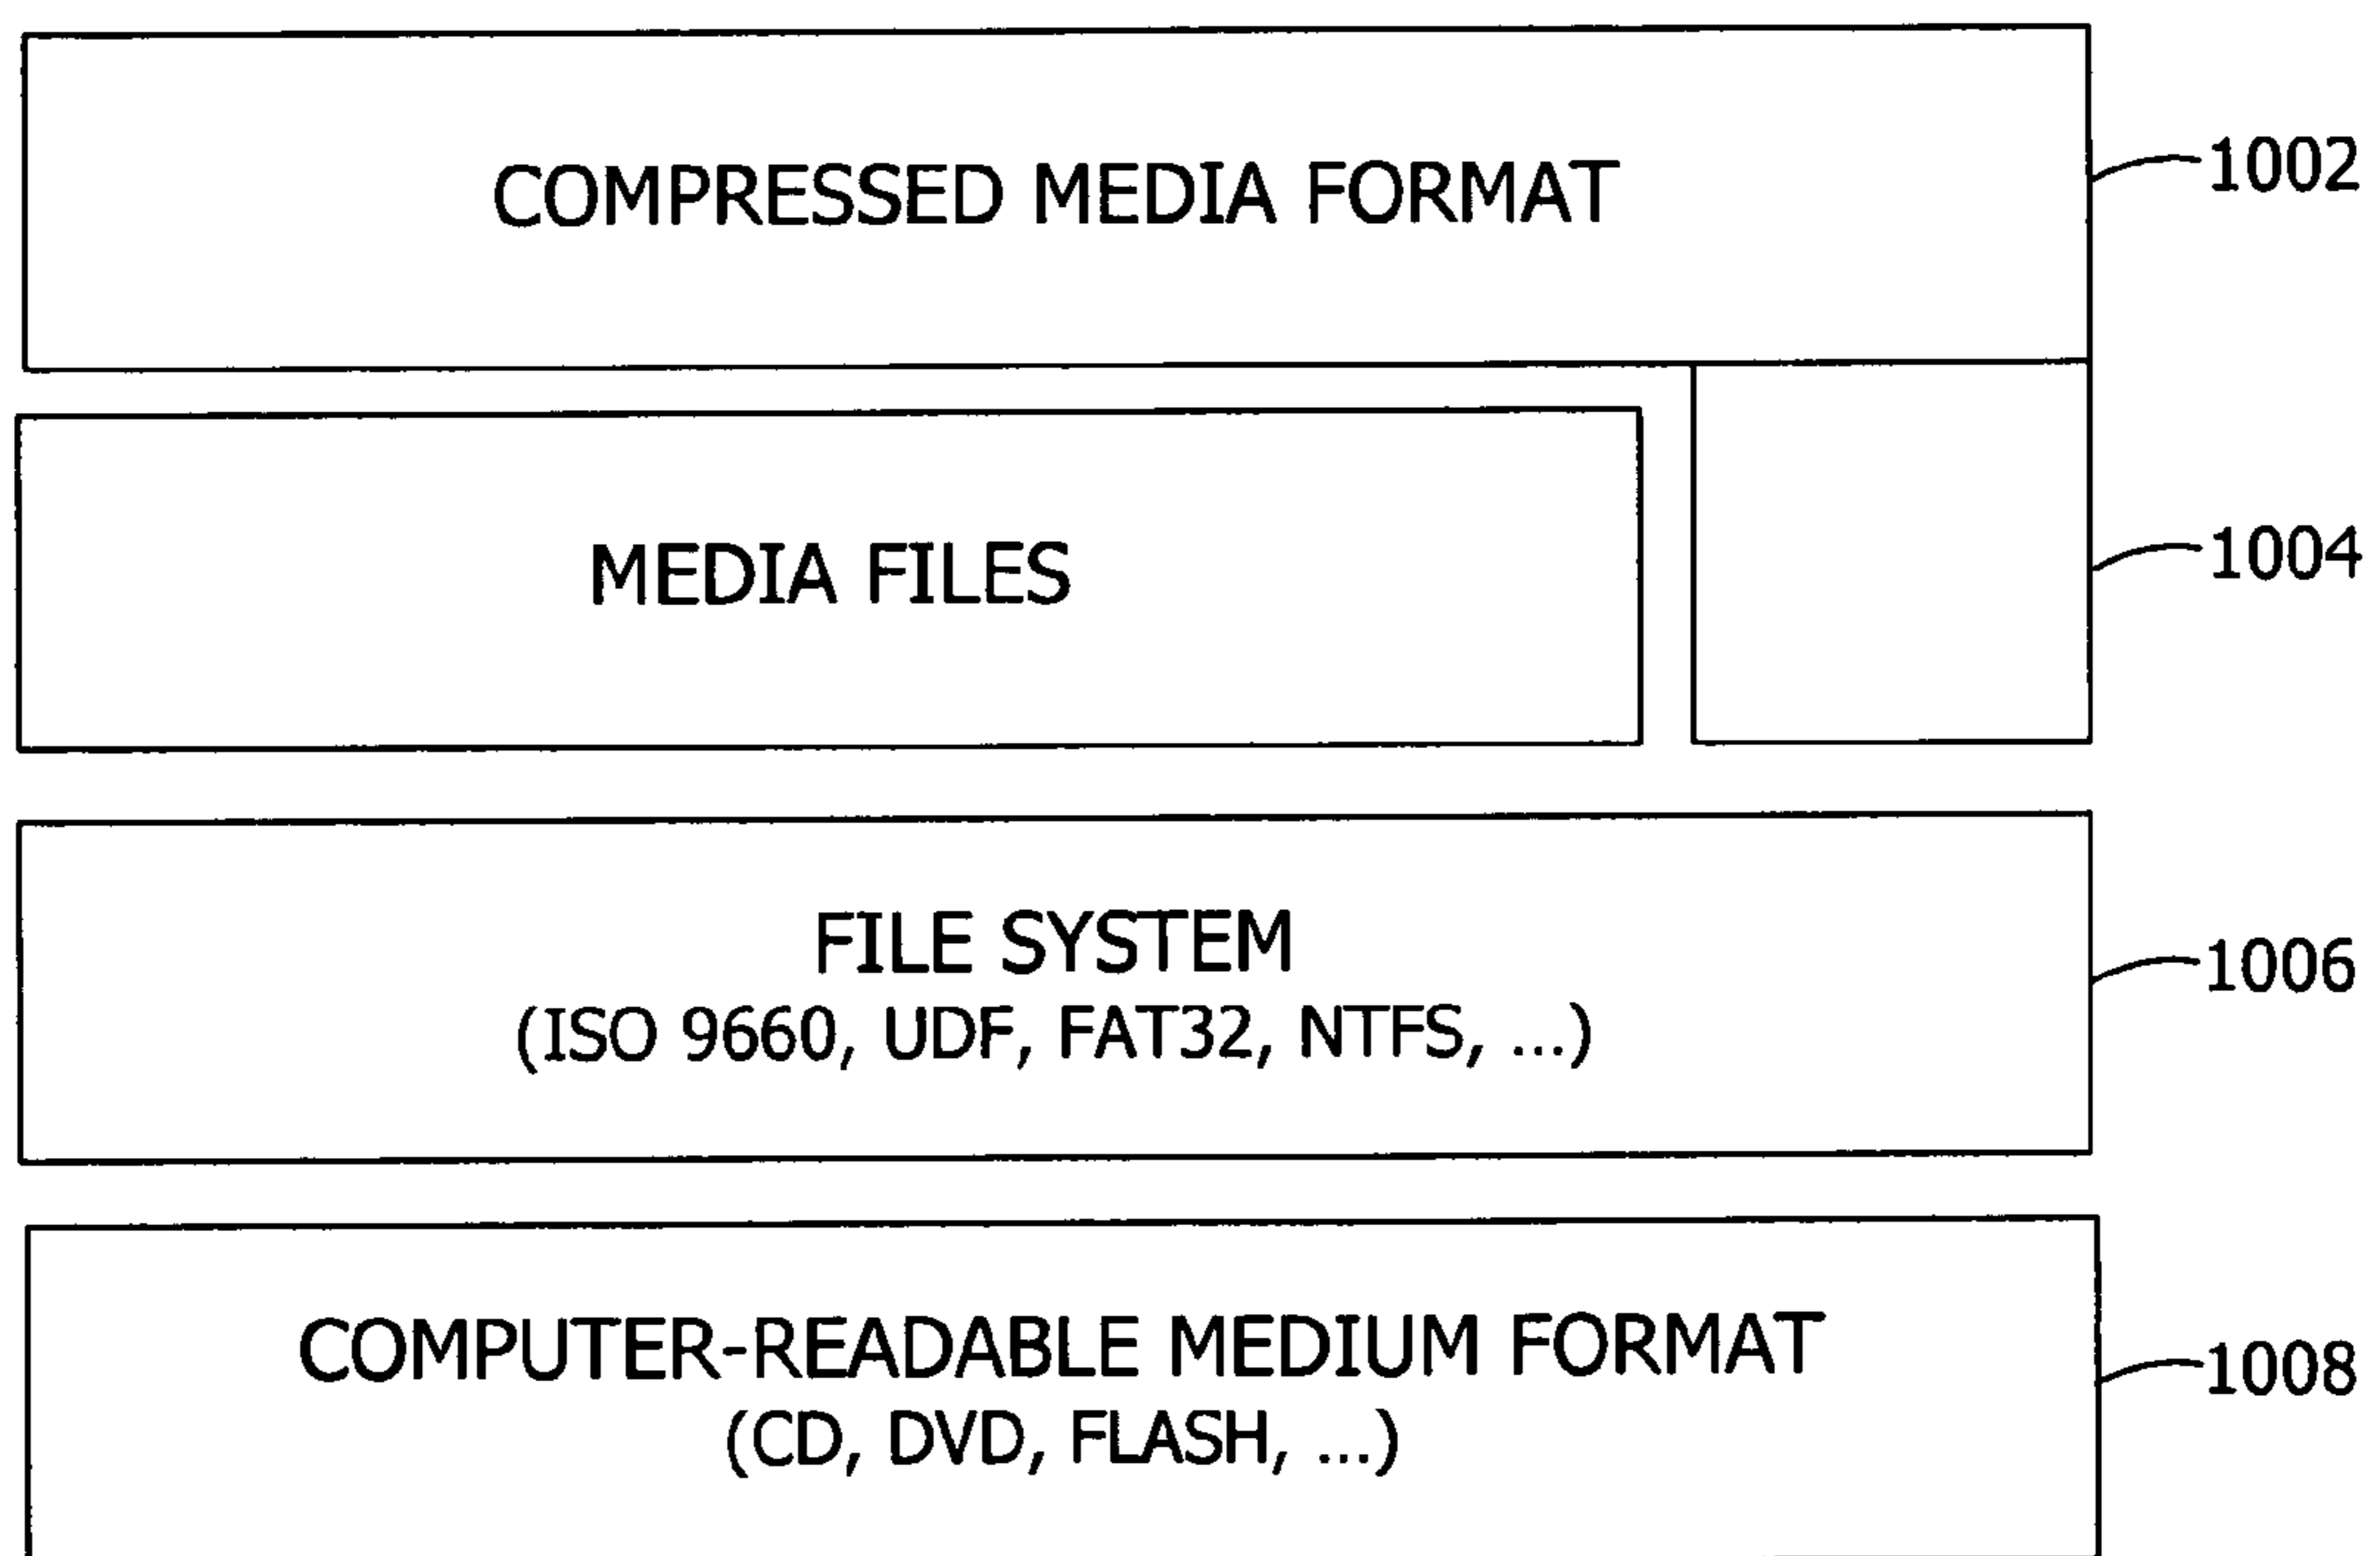 COMPRESSED MEDIA FORMAT
1002
MEDIA FILES
1004
FILE SYSTEM
(ISO 9660, UDF, FAT32, NTFS, ...)
1006
COMPUTER-READABLE MEDIUM FORMAT
(CD, DVD, FLASH, ...)
1008